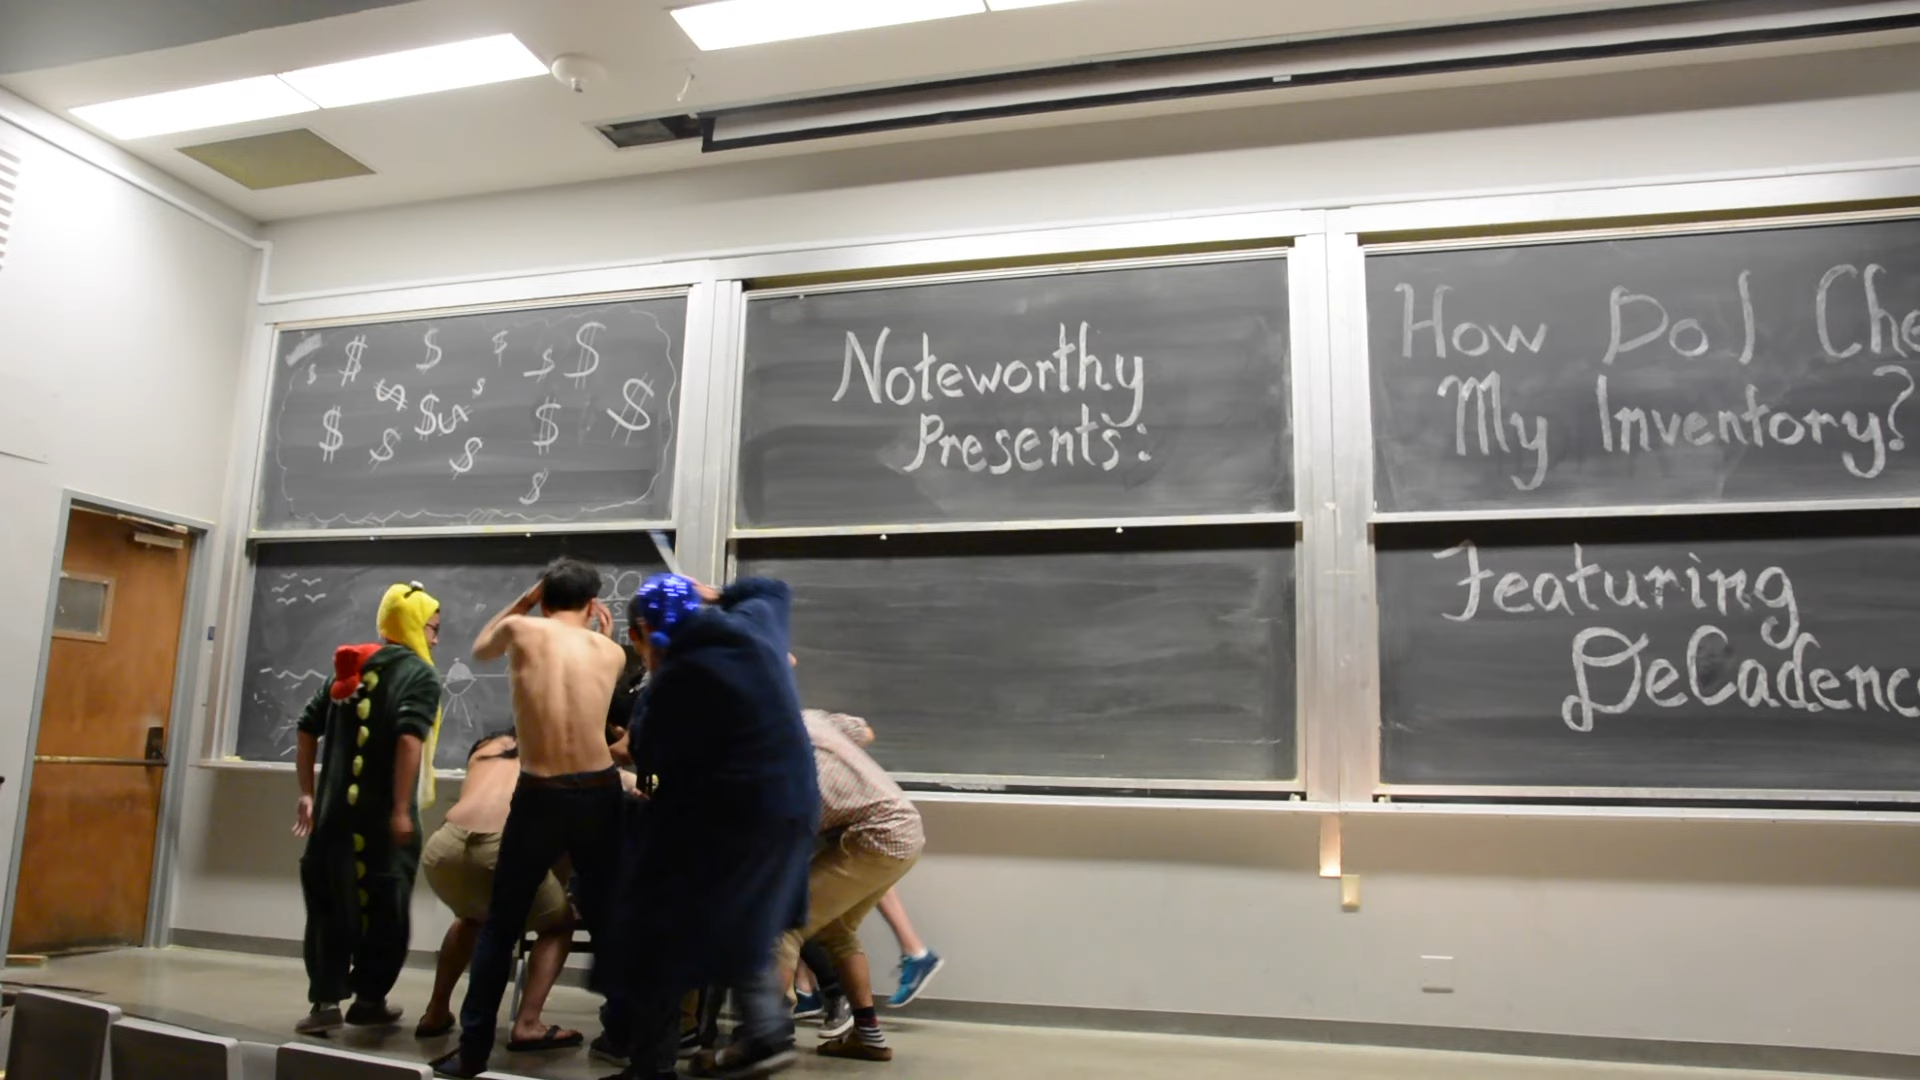 $ $ $ $ $ $
$ $ $ $ $ $ $
$ $ $
$
Noteworthy
Presents:
How Do I Che
My Inventory?
Featuring
DeCadenc